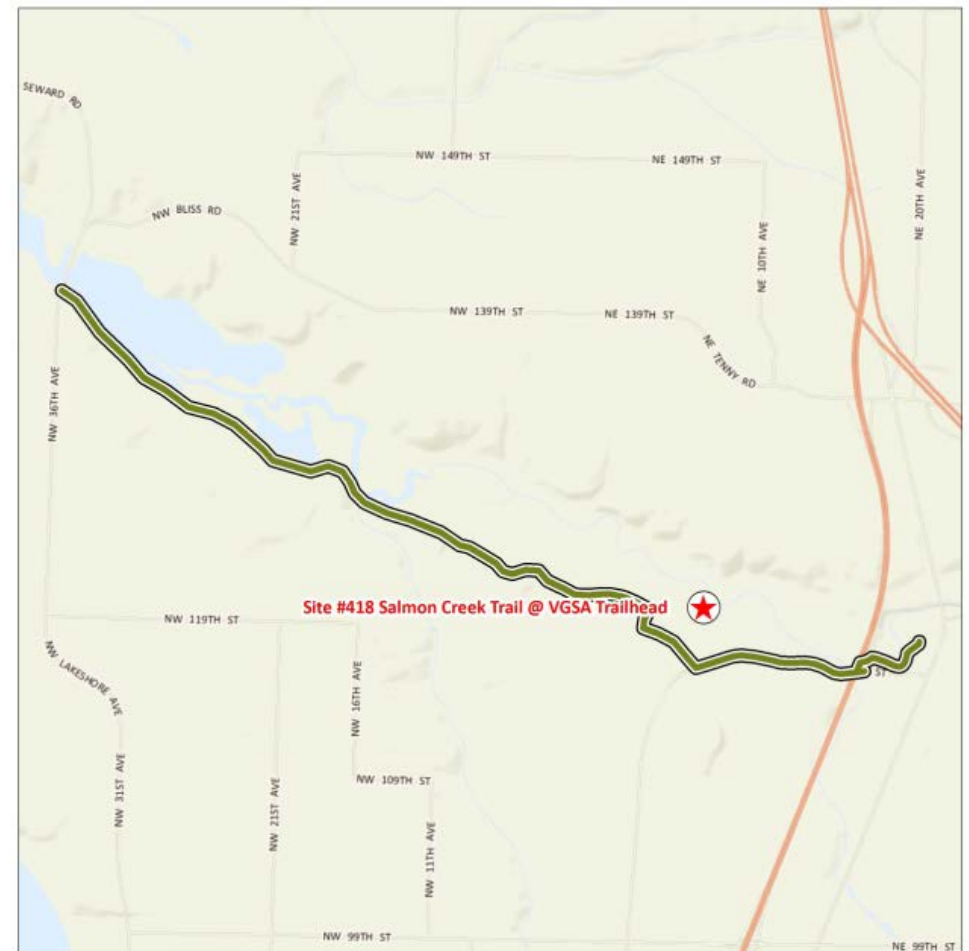 SEWARD RD
NW 149TH ST
NE 149TH ST
NW 21ST AVE
NW BLISS RD
NE 10TH AVE
NE 20TH AVE
NW 139TH ST
NE 139TH ST
NE TENNY RD
NW 36TH AVE
Site #418 Salmon Creek Trail @ VGSA Trailhead
NW 119TH ST
ST
NW LAKESHORE AVE
NW 16TH AVE
NW 31ST AVE
NW 21ST AVE
NW 109TH ST
NW 11TH AVE
NW 99TH ST
NE 99TH ST